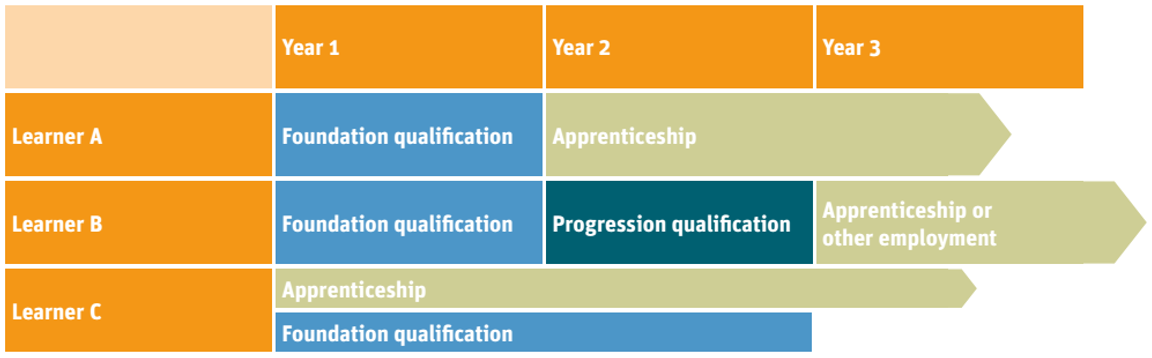 Year 1
Year 2
Year 3
Learner A
Foundation qualification
Apprenticeship
Learner B
Foundation qualification
Progression qualification
Apprenticeship or
other employment
Learner C
Apprenticeship
Foundation qualification